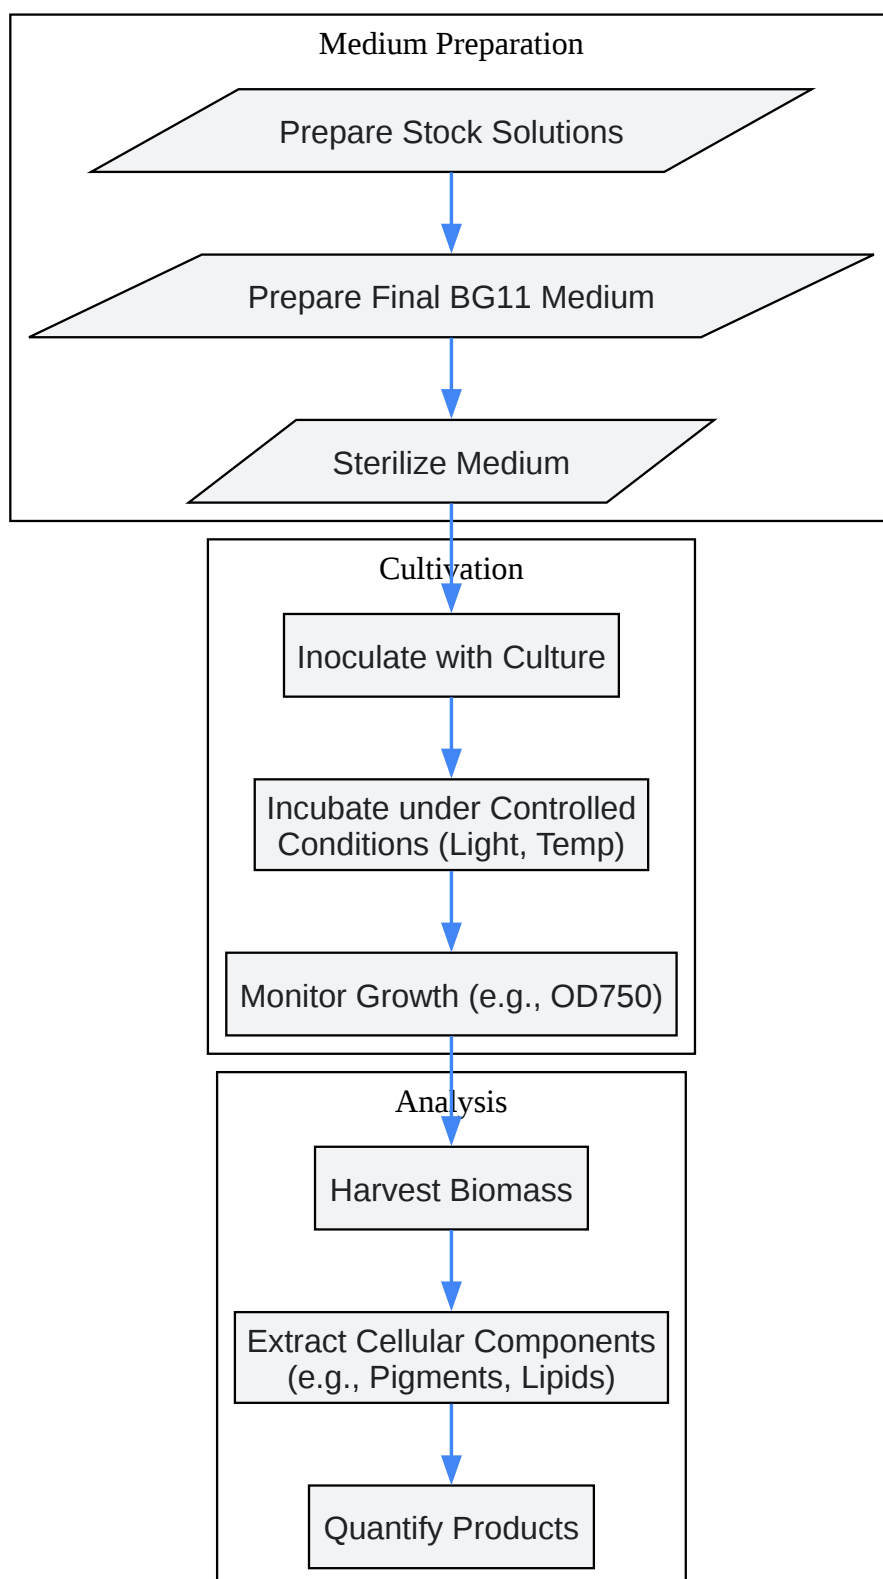 Medium Preparation
Prepare Stock Solutions
Prepare Final BG11 Medium
Sterilize Medium
Cultivation
Inoculate with Culture
Incubate under Controlled
Conditions (Light, Temp)
Monitor Growth (e.g., OD750)
Analysis
Harvest Biomass
Extract Cellular Components
(e.g., Pigments, Lipids)
Quantify Products